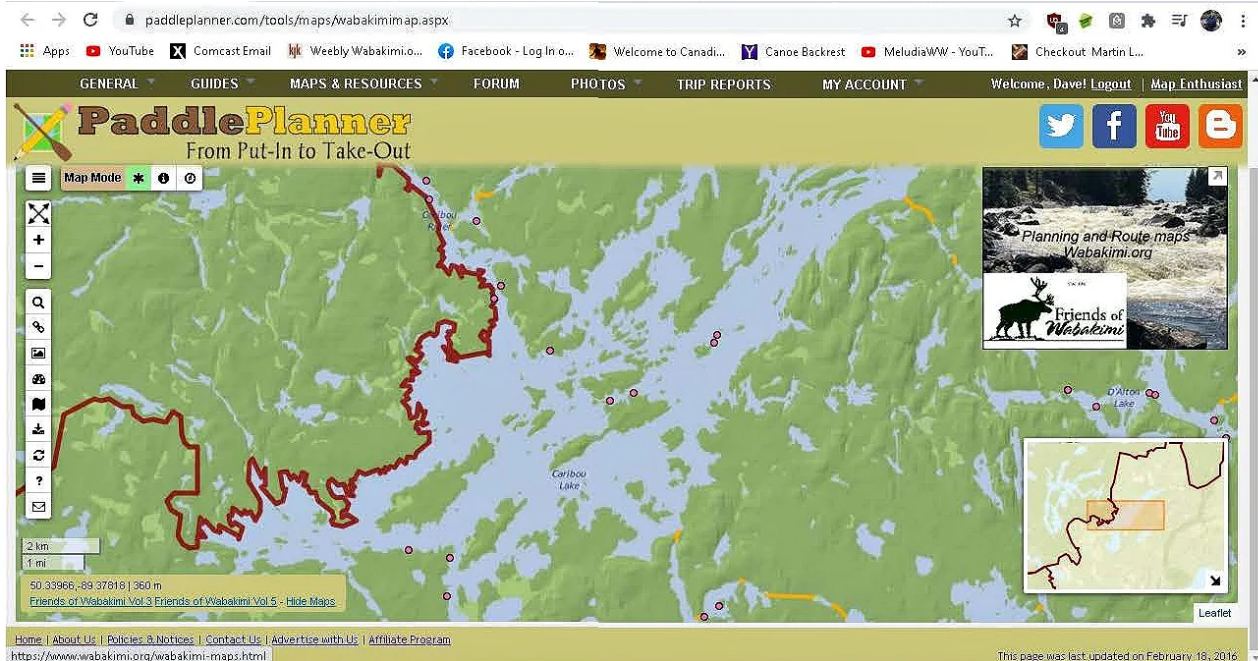 paddleplanner.com/tools/maps/wabakimimap.aspx
Apps YouTube Comcast Email Weebly Wabakimi.o... Facebook - Log In o... Welcome to Canadi... Canoe Backrest MeludiaWW - YouT... Checkout Martin L... »
GENERAL GUIDES MAPS & RESOURCES FORUM PHOTOS TRIP REPORTS MY ACCOUNT Welcome, Dave! Logout | Map Enthusiast
PaddlePlanner
From Put-In to Take-Out
You
Tube
Map Mode
Caribou
River
Planning and Route maps
Wabakimi.org
Friends of
Wabakimi
D'Alton
Lake
Caribou
Lake
2 km
1 mi
50.33966,-89.37818 | 360 m
Friends of Wabakimi Vol 3 Friends of Wabakimi Vol 5 - Hide Maps
Leaflet
Home | About Us | Policies & Notices | Contact Us | Advertise with Us | Affiliate Program
https://www.wabakimi.org/wabakimi-maps.html
This page was last updated on February 18, 2016